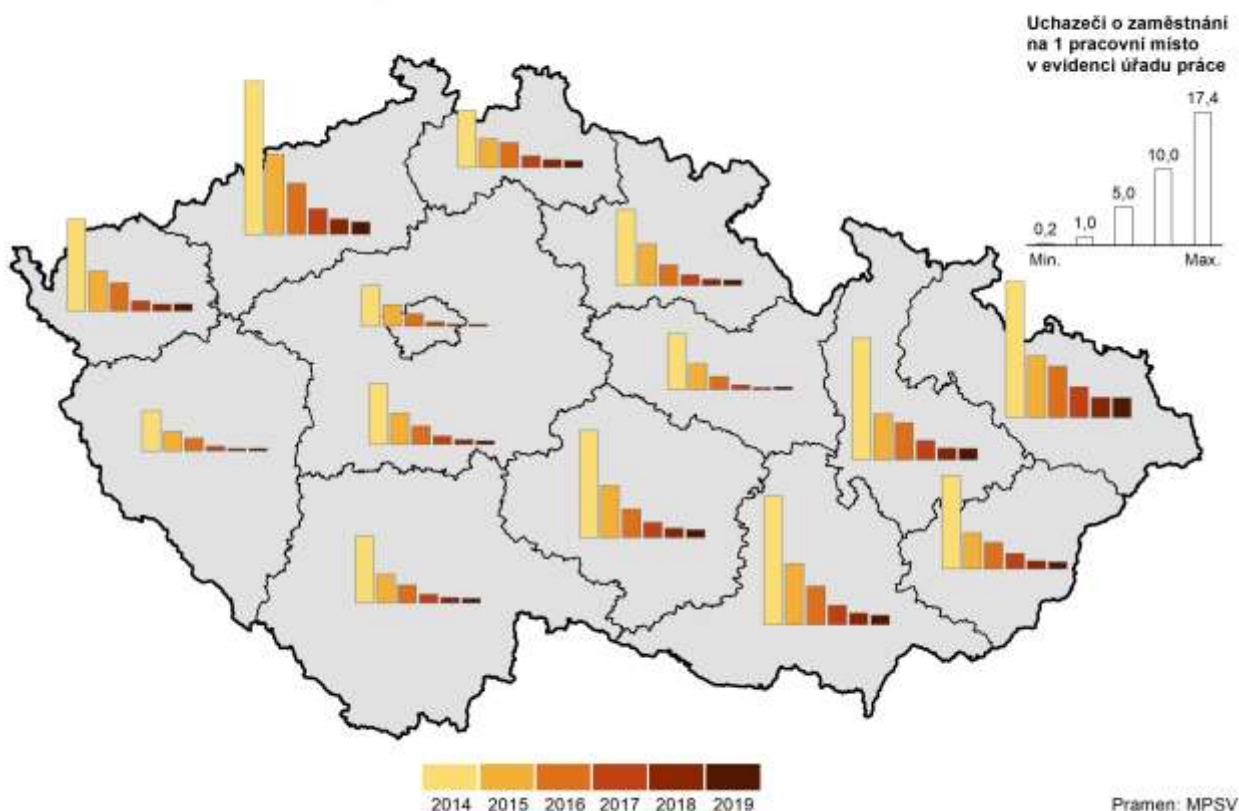 Uchazeči o zaměstnání
na 1 pracovní místo
v evidenci úřadu práce
17,4
10,0
5,0
1,0
0,2
Min.
Max.
2014 2015 2016 2017 2018 2019
Pramen: MPSV